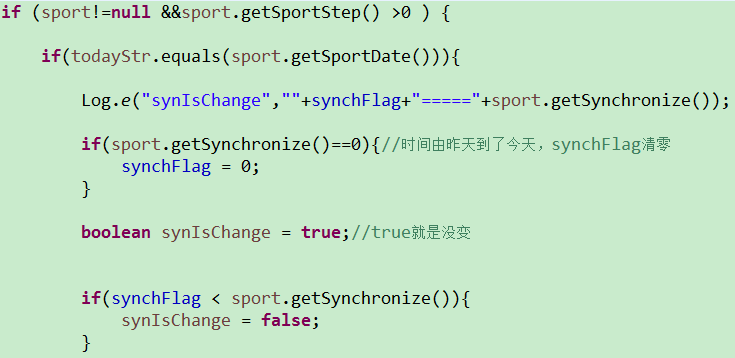 if (sport!=null &&sport.getSportStep() >0 ) {
if(todayStr.equals(sport.getSportDate())){
Log.e("synIsChange",""+synchFlag+"====="+sport.getSynchronize());
if(sport.getSynchronize()==0){//时间由昨天到了今天，synchFlag清零
synchFlag = 0;
}
boolean synIsChange = true;//true就是没变
if(synchFlag < sport.getSynchronize()){
synIsChange = false;
}